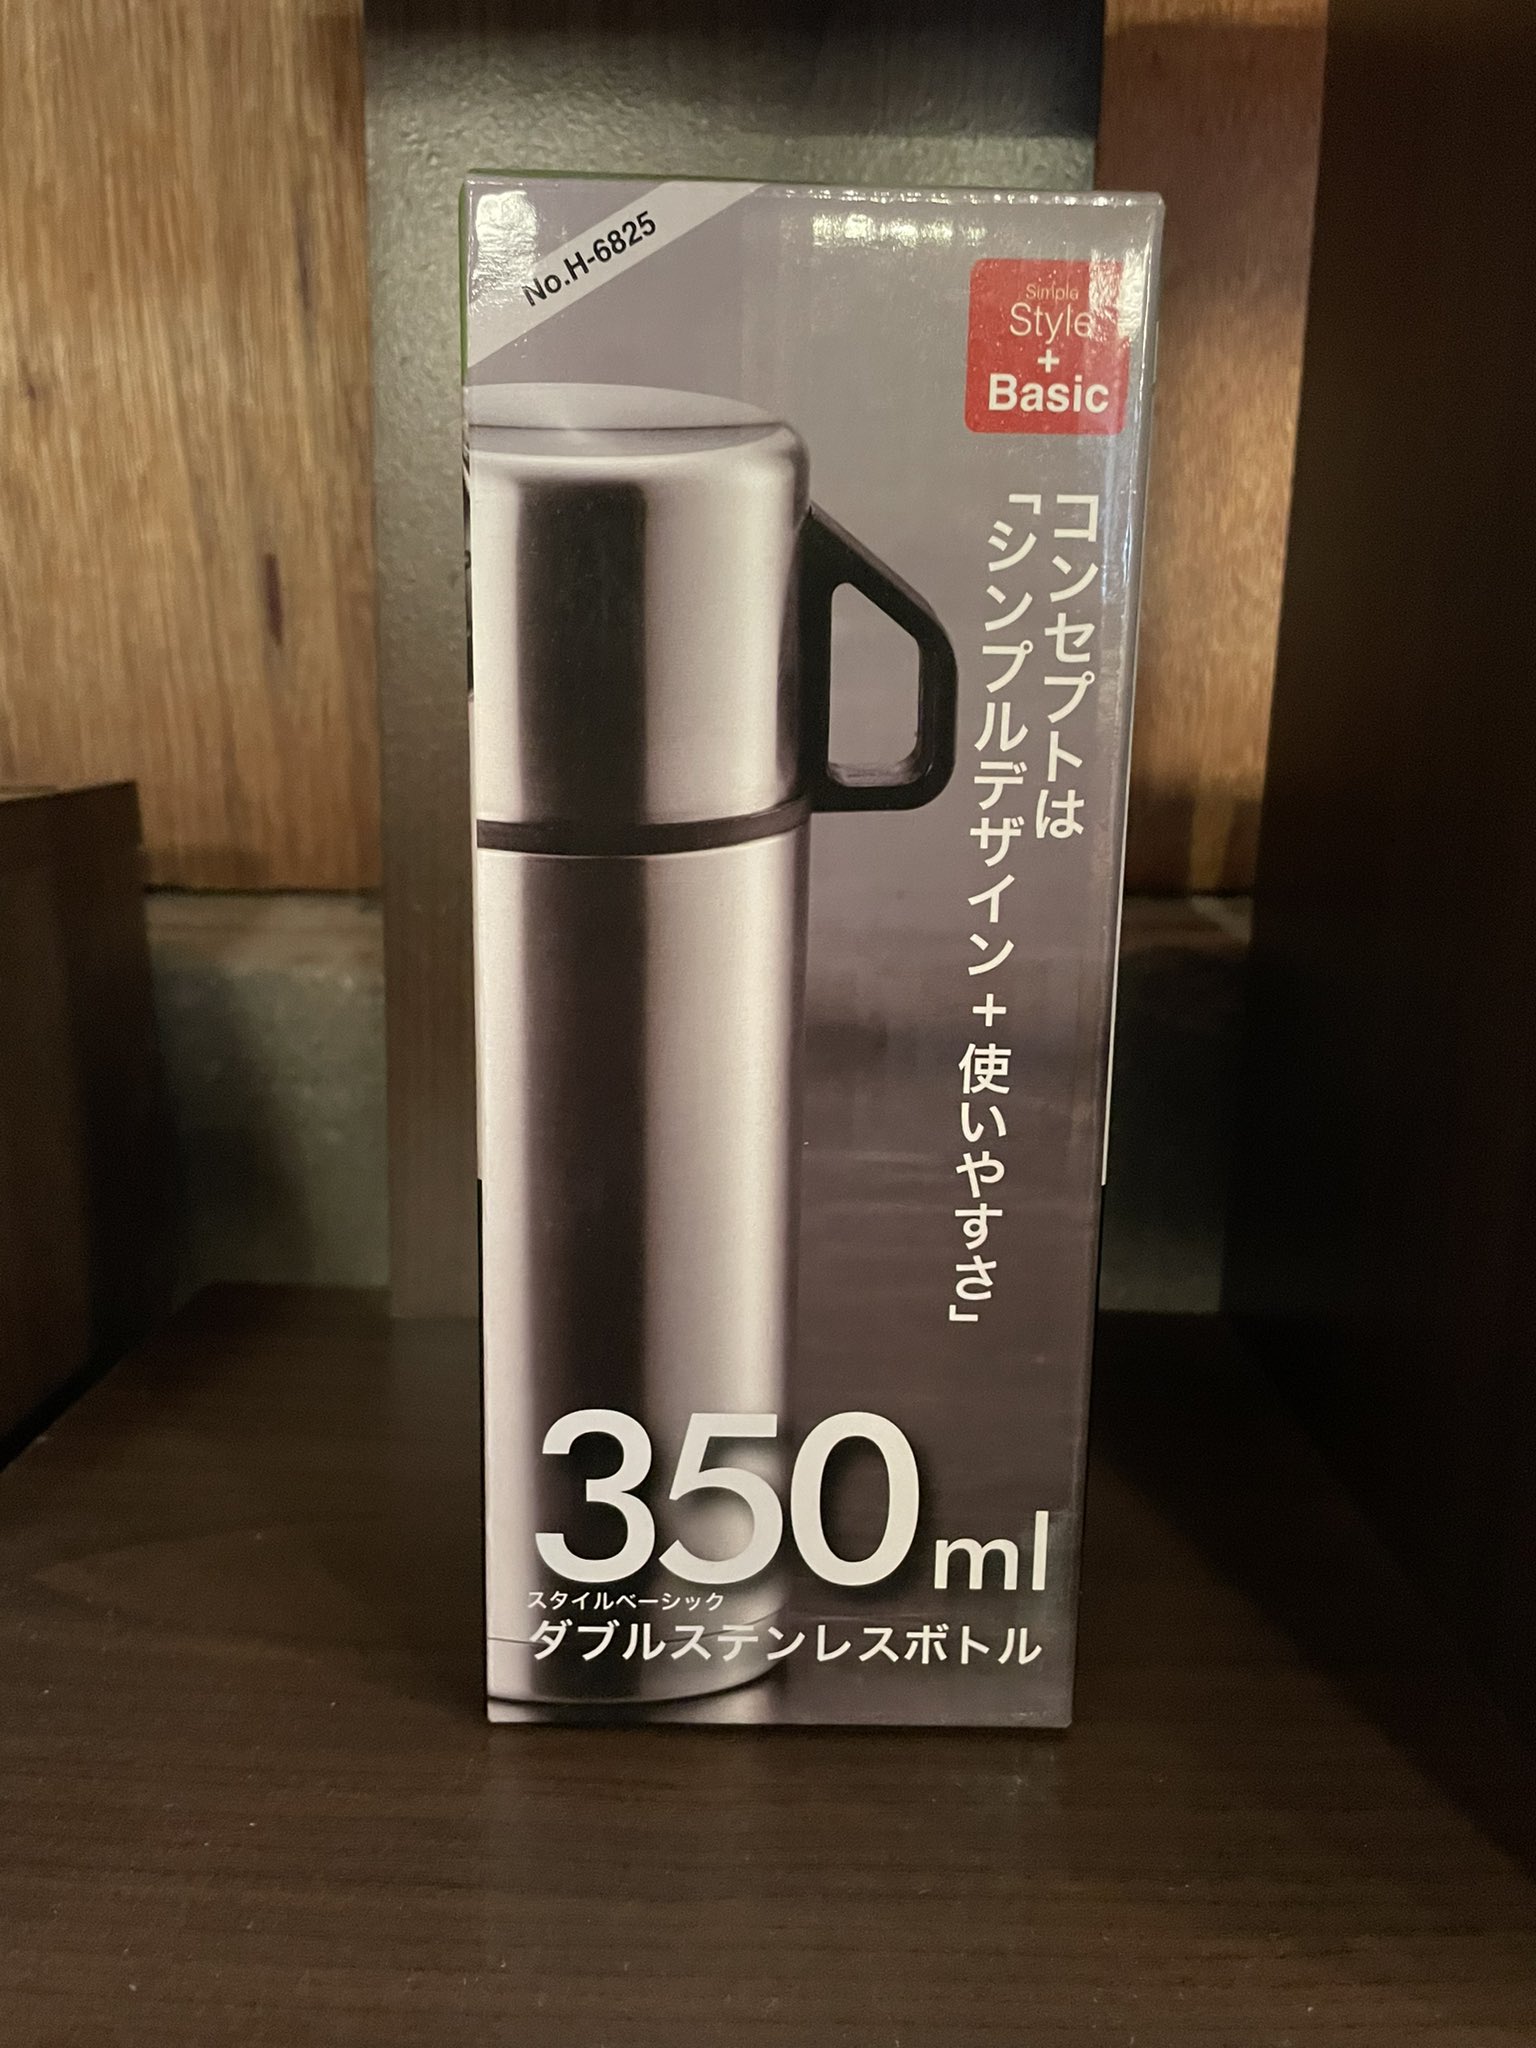 No.H-6825
Simple
Style
+
Basic
コンセプトは
「シンプルデザイン+使いやすさ」
350ml
スタイルベーシック
ダブルステンレスボトル